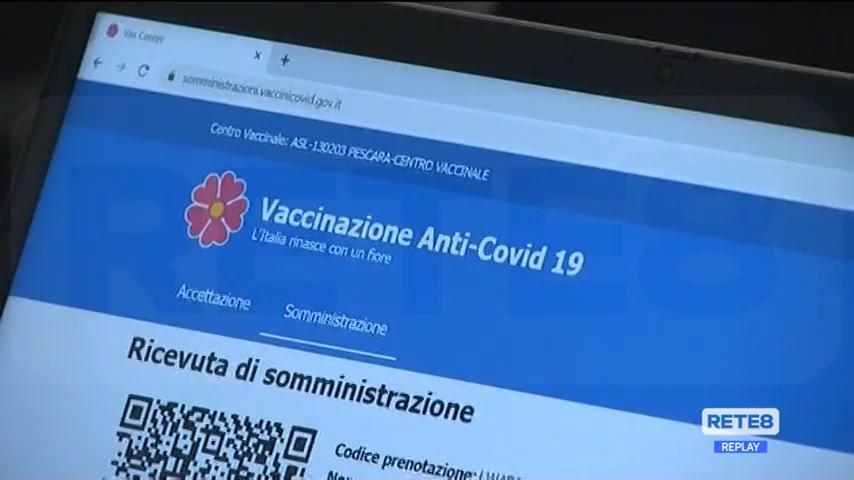 Vax Center
somministrazioni.vaccinicovid.gov.it
Centro Vaccinale: ASL-130203 PESCARA-CENTRO VACCINALE
Vaccinazione Anti-Covid 19
L'Italia rinasce con un fiore
Accettazione Somministrazione
Ricevuta di somministrazione
Codice prenotazione:
RETE8
RETE8
REPLAY